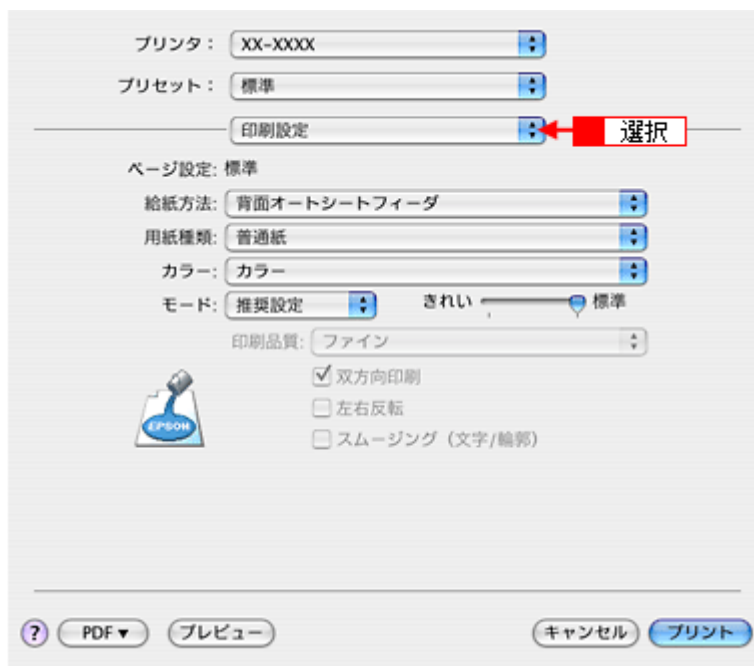 プリンタ： XX-XXXX
プリセット： 標準
印刷設定 選択
ページ設定: 標準
給紙方法: 背面オートシートフィーダ
用紙種類: 普通紙
カラー: カラー
モード: 推奨設定 きれい 標準
印刷品質: ファイン
双方向印刷
左右反転
EPSON
スムージング（文字/輪郭）
? PDF▼ プレビュー キャンセル プリント